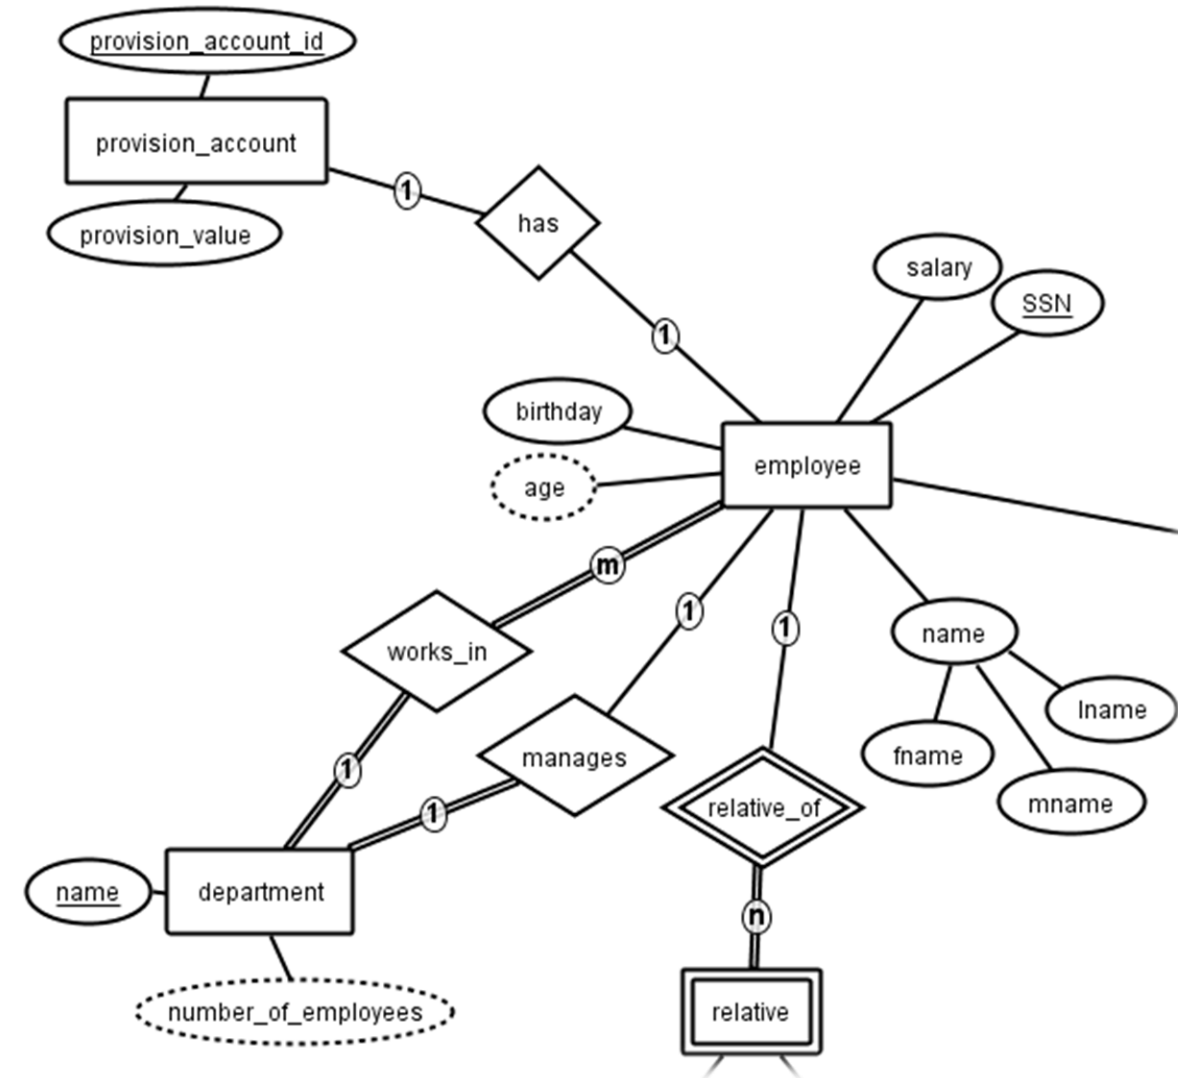 provision_account_id
provision_account
1
has
provision_value
salary
SSN
1
birthday
employee
age
m
1
1
name
works_in
lname
manages
fname
1
relative_of
mname
1
name
department
n
number_of_employees
relative